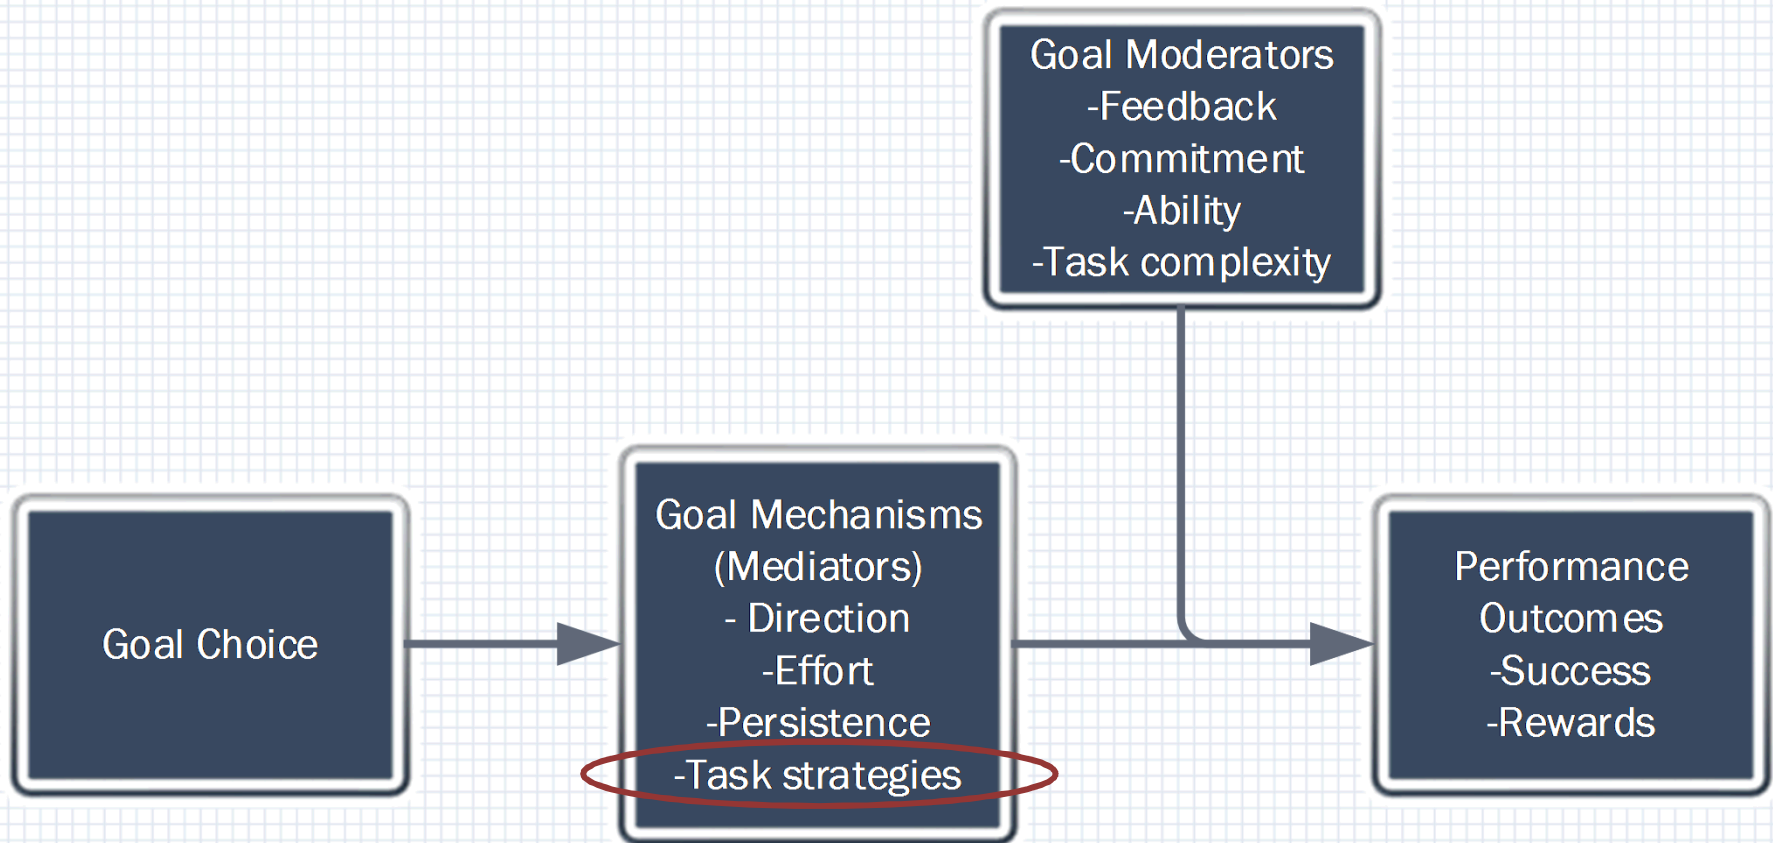 Goal Moderators
-Feedback
-Commitment
-Ability
-Task complexity
Goal Choice
Goal Mechanisms
(Mediators)
- Direction
-Effort
-Persistence
-Task strategies
Performance
Outcomes
-Success
-Rewards